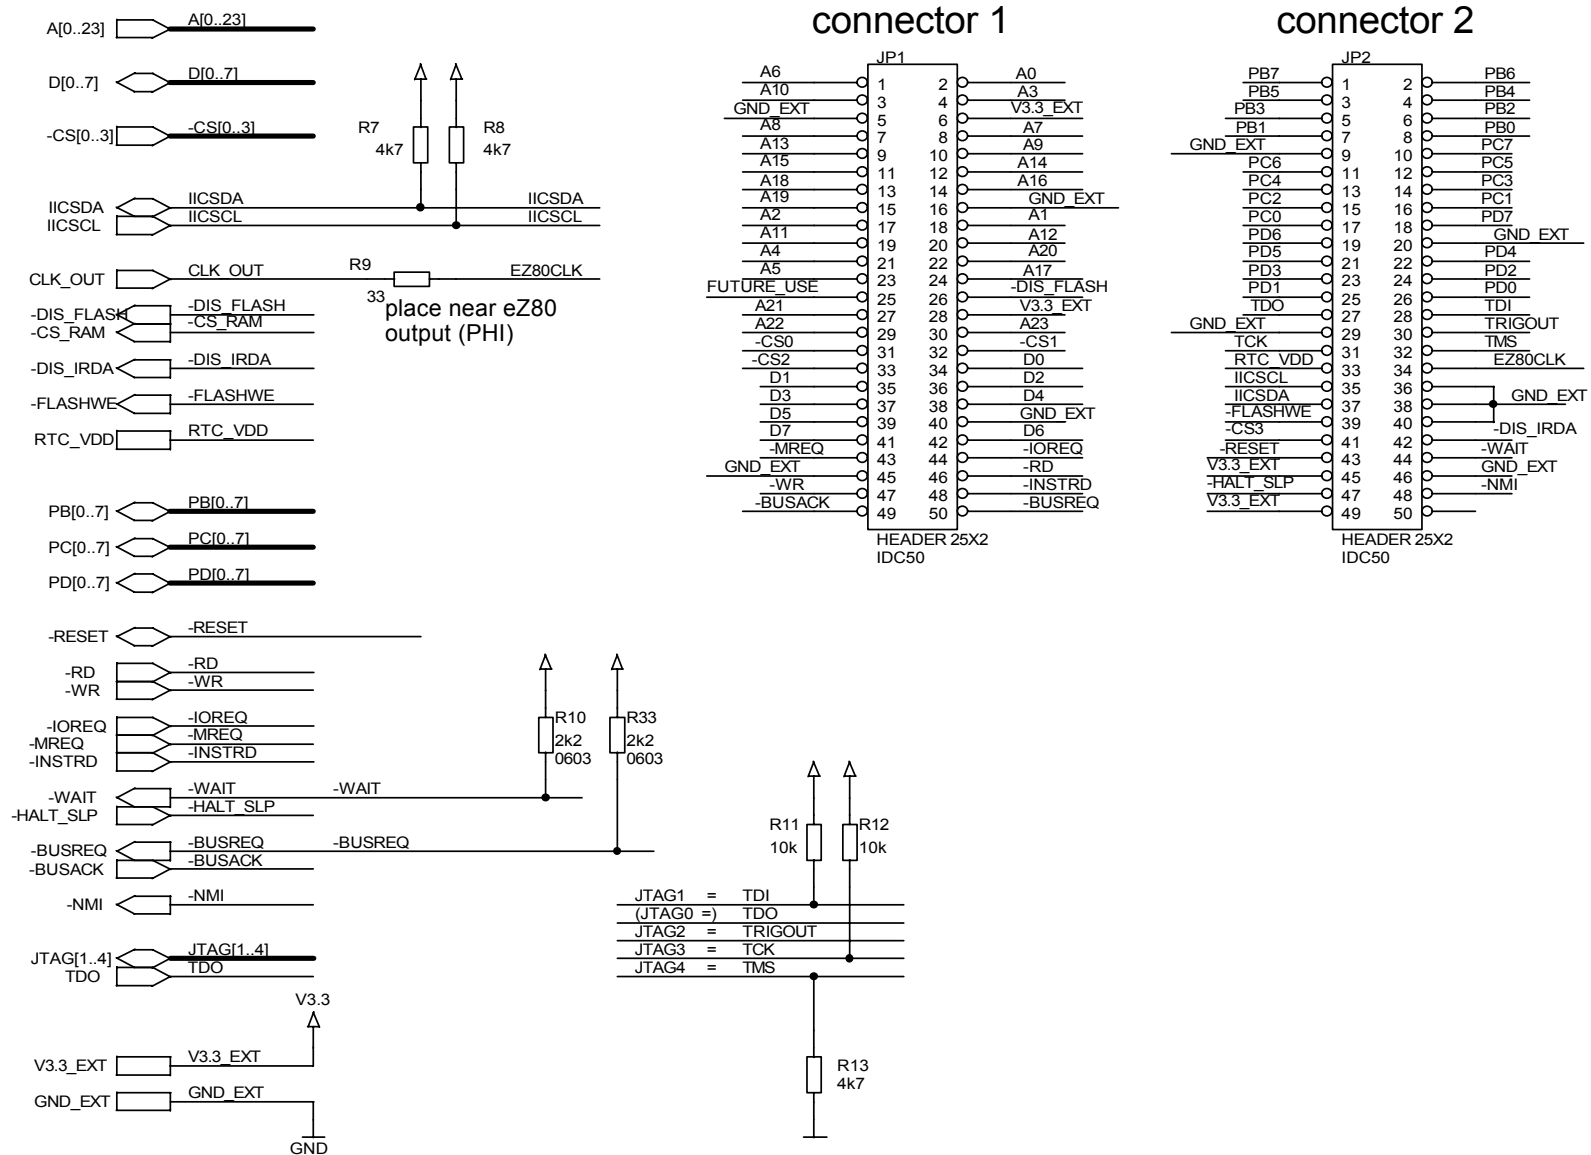 connector 1
connector 2
A[0..23] A[0..23]
D[0..7] D[0..7]
-CS[0..3] -CS[0..3]
R7
4k7
R8
4k7
IICSDA IICSDA IICSDA
IICSCL IICSCL IICSCL
CLK_OUT CLK_OUT R9 EZ80CLK
33
place near eZ80
output (PHI)
-DIS_FLASH -DIS_FLASH
-CS_RAM -CS_RAM
-DIS_IRDA -DIS_IRDA
-FLASHWE -FLASHWE
RTC_VDD RTC_VDD
PB[0..7] PB[0..7]
PC[0..7] PC[0..7]
PD[0..7] PD[0..7]
-RESET -RESET
-RD -RD
-WR -WR
-IOREQ -IOREQ
-MREQ -MREQ
-INSTRD -INSTRD
R10
2k2
0603
R33
2k2
0603
-WAIT -WAIT -WAIT
-HALT_SLP -HALT_SLP
-BUSREQ -BUSREQ -BUSREQ
-BUSACK -BUSACK
-NMI -NMI
JTAG[1..4] JTAG[1..4]
TDO TDO
V3.3
V3.3_EXT V3.3_EXT
GND_EXT GND_EXT
GND
R11
10k
R12
10k
JTAG1 = TDI
(JTAG0 =) TDO
JTAG2 = TRIGOUT
JTAG3 = TCK
JTAG4 = TMS
R13
4k7
JP1
A6 1 2 A0
A10 3 4 A3
GND_EXT 5 6 V3.3_EXT
A8 7 8 A7
A13 9 10 A9
A15 11 12 A14
A18 13 14 A16
A19 15 16 GND_EXT
A2 17 18 A1
A11 19 20 A12
A4 21 22 A20
A5 23 24 A17
FUTURE_USE 25 26 -DIS_FLASH
A21 27 28 V3.3_EXT
A22 29 30 A23
-CS0 31 32 -CS1
-CS2 33 34 D0
D1 35 36 D2
D3 37 38 D4
D5 39 40 GND_EXT
D7 41 42 D6
-MREQ 43 44 -IOREQ
GND_EXT 45 46 -RD
-WR 47 48 -INSTRD
-BUSACK 49 50 -BUSREQ
HEADER 25X2
IDC50
JP2
PB7 1 2 PB6
PB5 3 4 PB4
PB3 5 6 PB2
PB1 7 8 PB0
GND_EXT 9 10 PC7
PC6 11 12 PC5
PC4 13 14 PC3
PC2 15 16 PC1
PC0 17 18 PD7
PD6 19 20 GND_EXT
PD5 21 22 PD4
PD3 23 24 PD2
PD1 25 26 PD0
TDO 27 28 TDI
GND_EXT 29 30 TRIGOUT
TCK 31 32 TMS
RTC_VDD 33 34 EZ80CLK
IICSCL 35 36
IICSDA 37 38 GND_EXT
-FLASHWE 39 40
-CS3 41 42 -DIS_IRDA
-RESET 43 44 -WAIT
V3.3_EXT 45 46 GND_EXT
-HALT_SLP 47 48 -NMI
V3.3_EXT 49 50
HEADER 25X2
IDC50